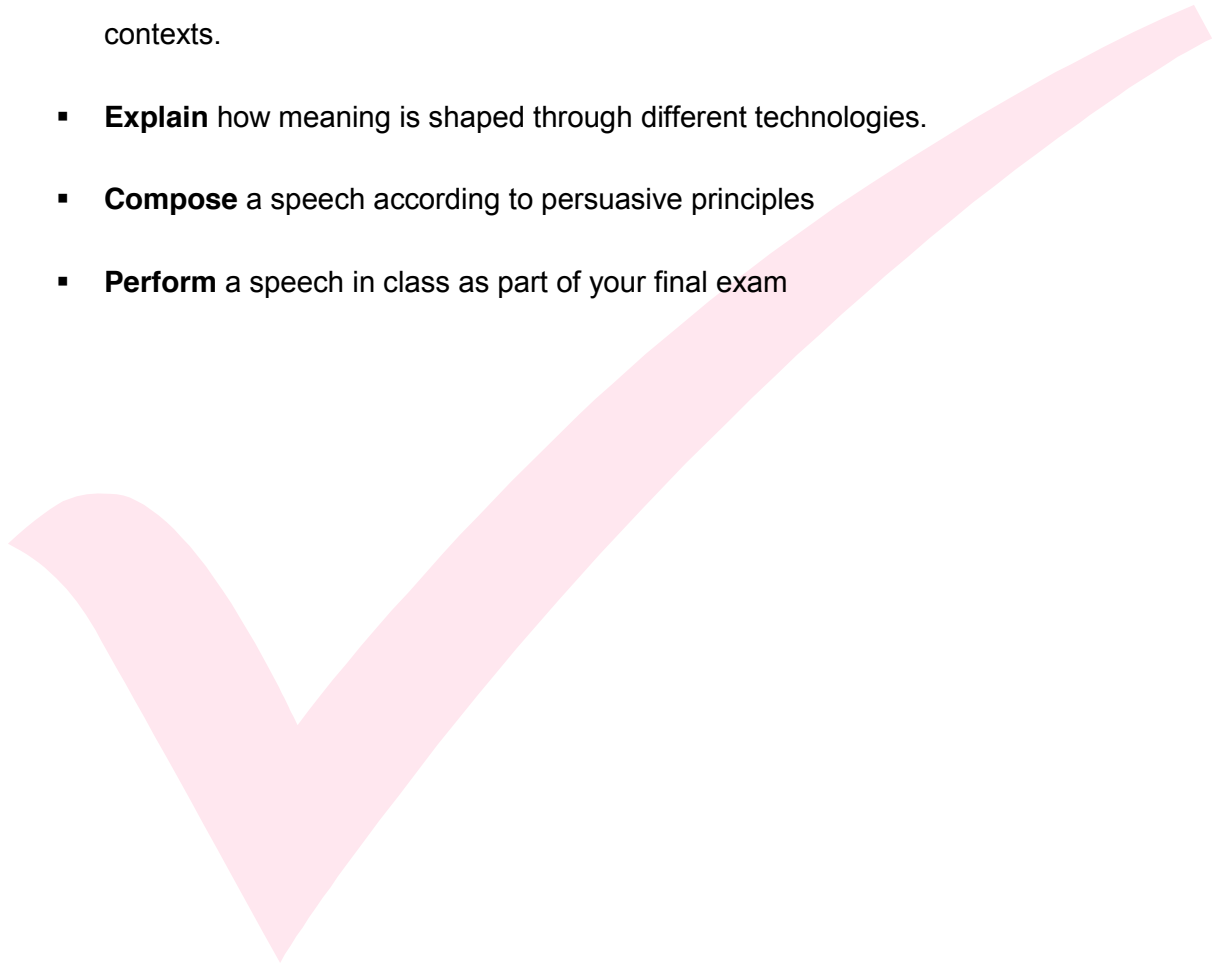 contexts.
▪ Explain how meaning is shaped through different technologies.
▪ Compose a speech according to persuasive principles
▪ Perform a speech in class as part of your final exam